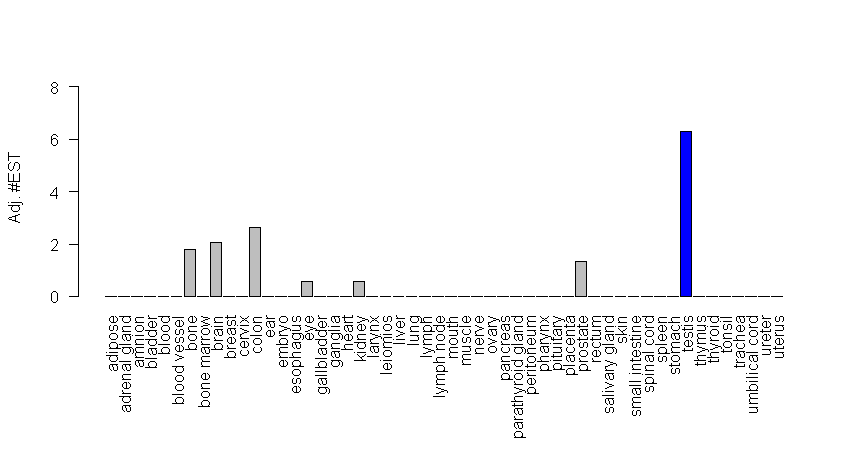 8
6
4
2
0
Adj. #EST
adipose
adrenal gland
amnion
bladder
blood
blood vessel
bone
bone marrow
brain
breast
cervix
colon
ear
embryo
esophagus
eye
gallbladder
ganglia
heart
kidney
larynx
leiomios
liver
lung
lymph
lymph node
mouth
muscle
nerve
ovary
pancreas
parathyroid gland
peritoneum
pharynx
pituitary
placenta
prostate
rectum
salivary gland
skin
small intestine
spinal cord
spleen
stomach
testis
thymus
thyroid
tonsil
trachea
umbilical cord
ureter
uterus